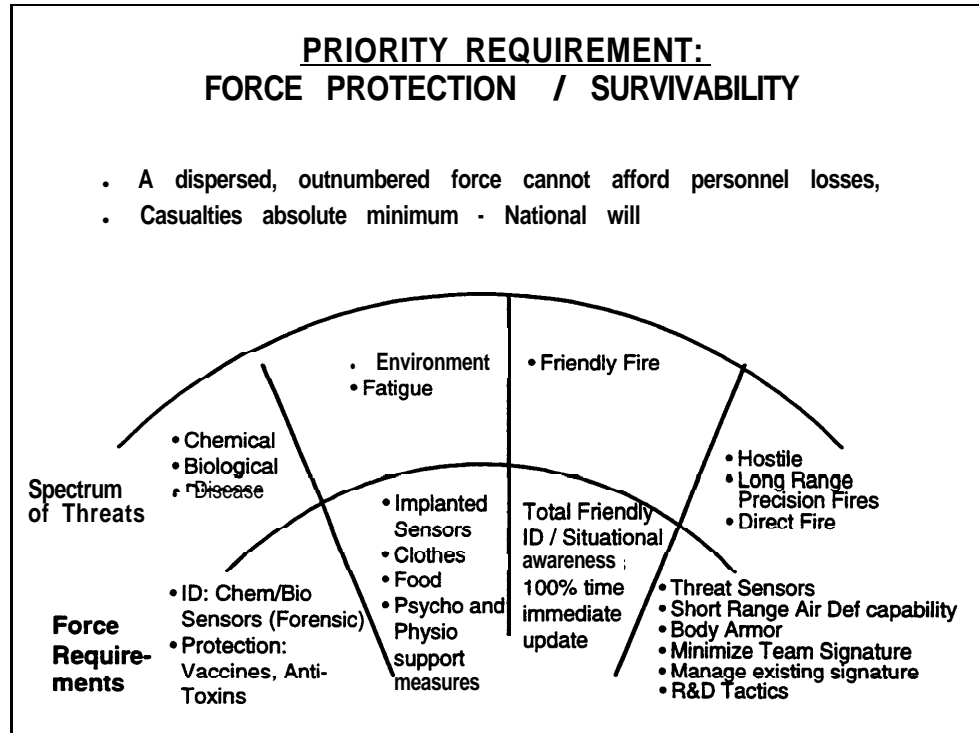 PRIORITY REQUIREMENT:
FORCE PROTECTION / SURVIVABILITY
. A dispersed, outnumbered force cannot afford personnel losses,
. Casualties absolute minimum - National will
Spectrum
of Threats
• Chemical
• Biological
• Disease
. Environment
• Fatigue
• Friendly Fire
• Hostile
• Long Range
Precision Fires
• Direct Fire
Force
Require-
ments
• ID: Chem/Bio
Sensors (Forensic)
• Protection:
Vaccines, Anti-
Toxins
• Implanted
Sensors
• Clothes
• Food
• Psycho and
Physio
support
measures
Total Friendly
ID / Situational
awareness ;
100% time
immediate
update
• Threat Sensors
• Short Range Air Def capability
• Body Armor
• Minimize Team Signature
• Manage existing signature
• R&D Tactics